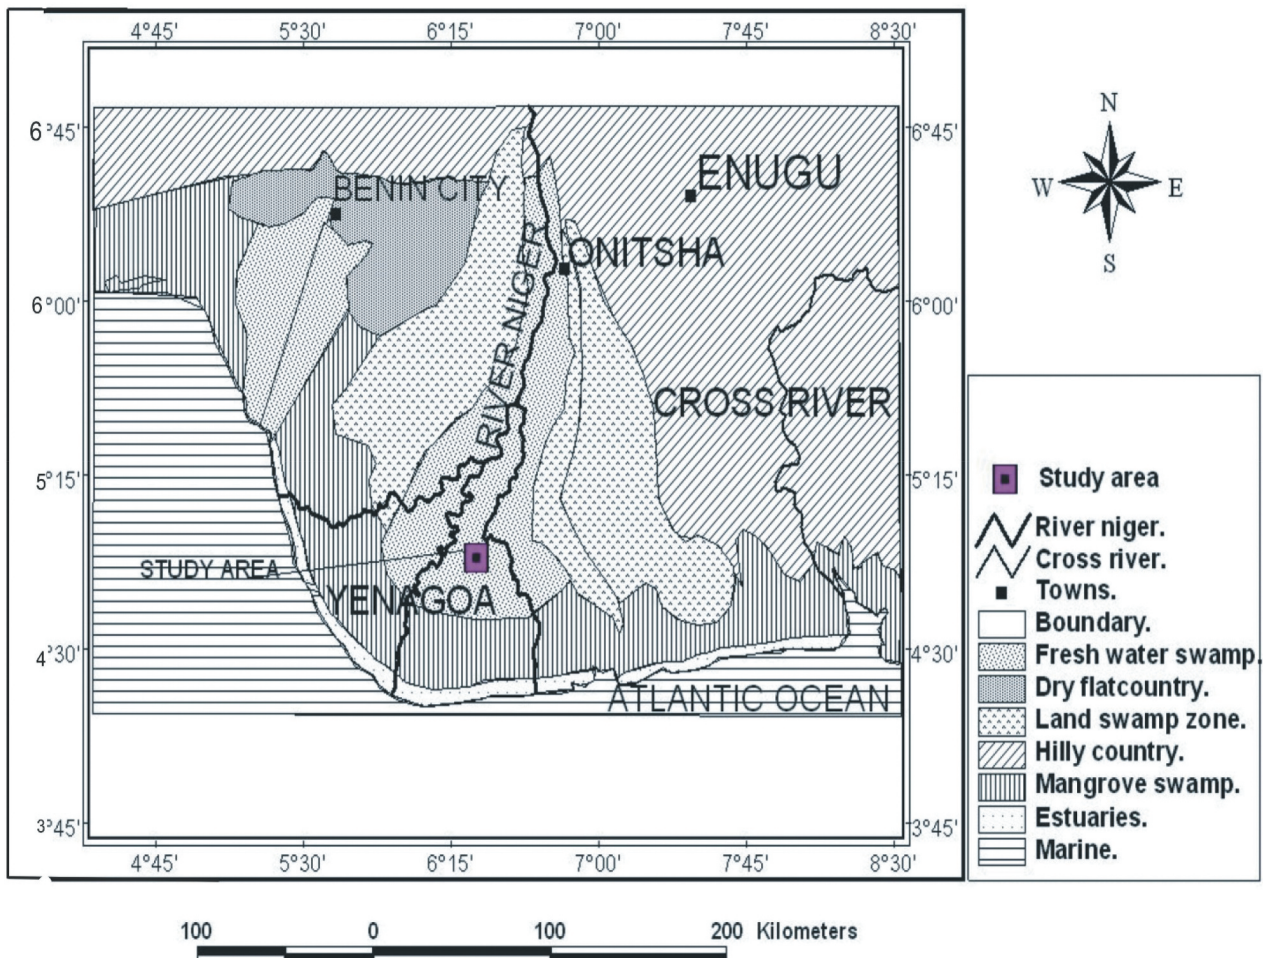 4°45' 5°30' 6°15' 7°00' 7°45' 8°30'
N
W E
S
6°45' 6°45'
ENUGU
BENIN CITY
ONITSHA
RIVER NIGER
6°00' 6°00'
CROSS RIVER
5°15' 5°15'
STUDY AREA
YENAGOA
4°30' 4°30'
ATLANTIC OCEAN
3°45' 3°45'
4°45' 5°30' 6°15' 7°00' 7°45' 8°30'
Study area
River niger.
Cross river.
Towns.
Boundary.
Fresh water swamp.
Dry flatcountry.
Land swamp zone.
Hilly country.
Mangrove swamp.
Estuaries.
Marine.
100 0 100 200 Kilometers